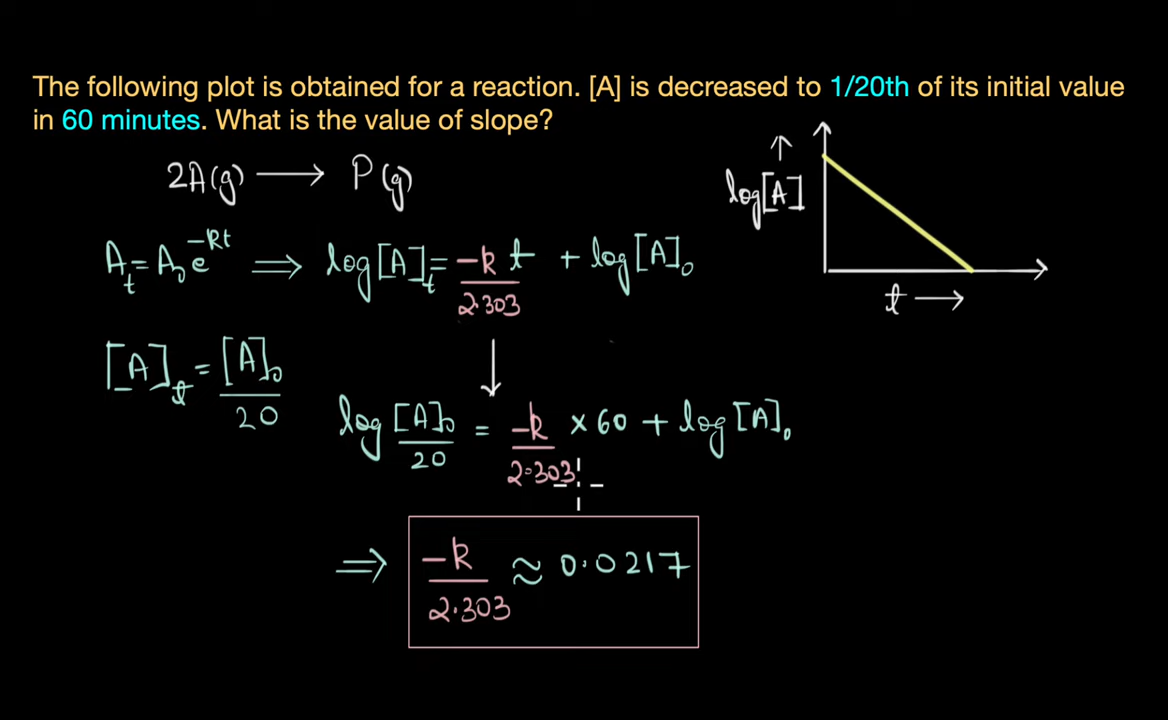 The following plot is obtained for a reaction. [A] is decreased to 1/20th of its initial value
in 60 minutes. What is the value of slope?
2A(g) ⟶ P(g)
log[A] ↑
A_t = A_0 e^{-kt} ⟹ log[A]_t = -k/2.303 t + log[A]_0
t ⟶
[A]_t = [A]_0/20
log [A]_0/20 = -k/2.303 × 60 + log[A]_0
⟹ -k/2.303 ≈ 0.0217